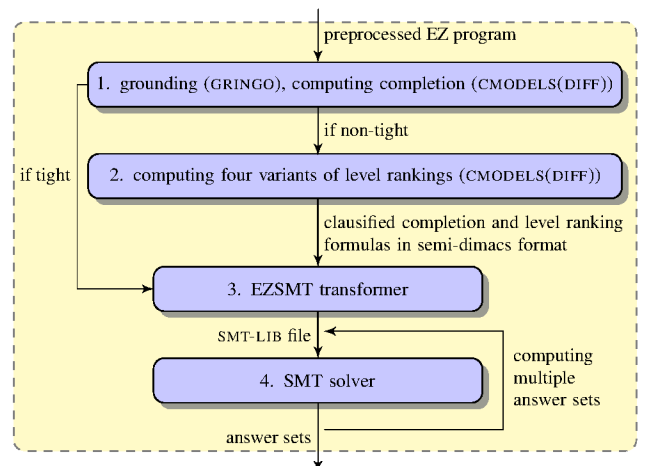 preprocessed EZ program
1. grounding (GRINGO), computing completion (CMODELS(DIFF))
if non-tight
if tight
2. computing four variants of level rankings (CMODELS(DIFF))
clausified completion and level ranking
formulas in semi-dimacs format
3. EZSMT transformer
SMT-LIB file
computing
multiple
answer sets
4. SMT solver
answer sets